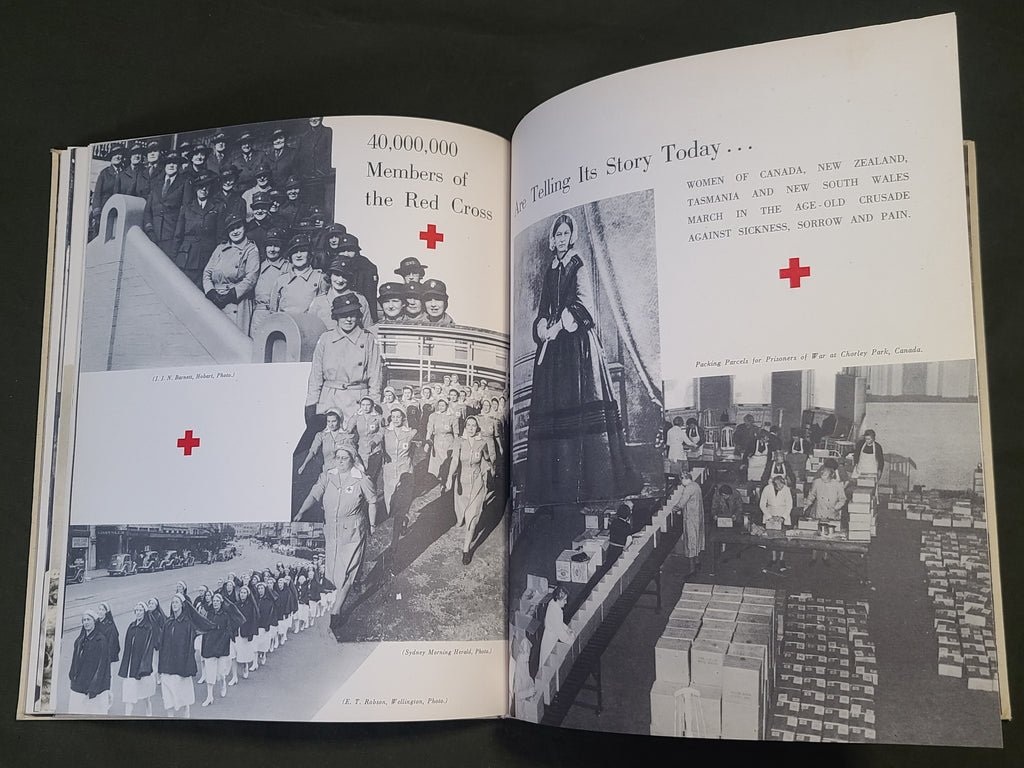 40,000,000
Members of
the Red Cross
(J. J. N. Barnett, Hobart, Photo.)
(Sydney Morning Herald, Photo.)
(E. T. Robson, Wellington, Photo.)
Are Telling Its Story Today ...
WOMEN OF CANADA, NEW ZEALAND,
TASMANIA AND NEW SOUTH WALES
MARCH IN THE AGE-OLD CRUSADE
AGAINST SICKNESS, SORROW AND PAIN.
Packing Parcels for Prisoners of War at Chorley Park, Canada.